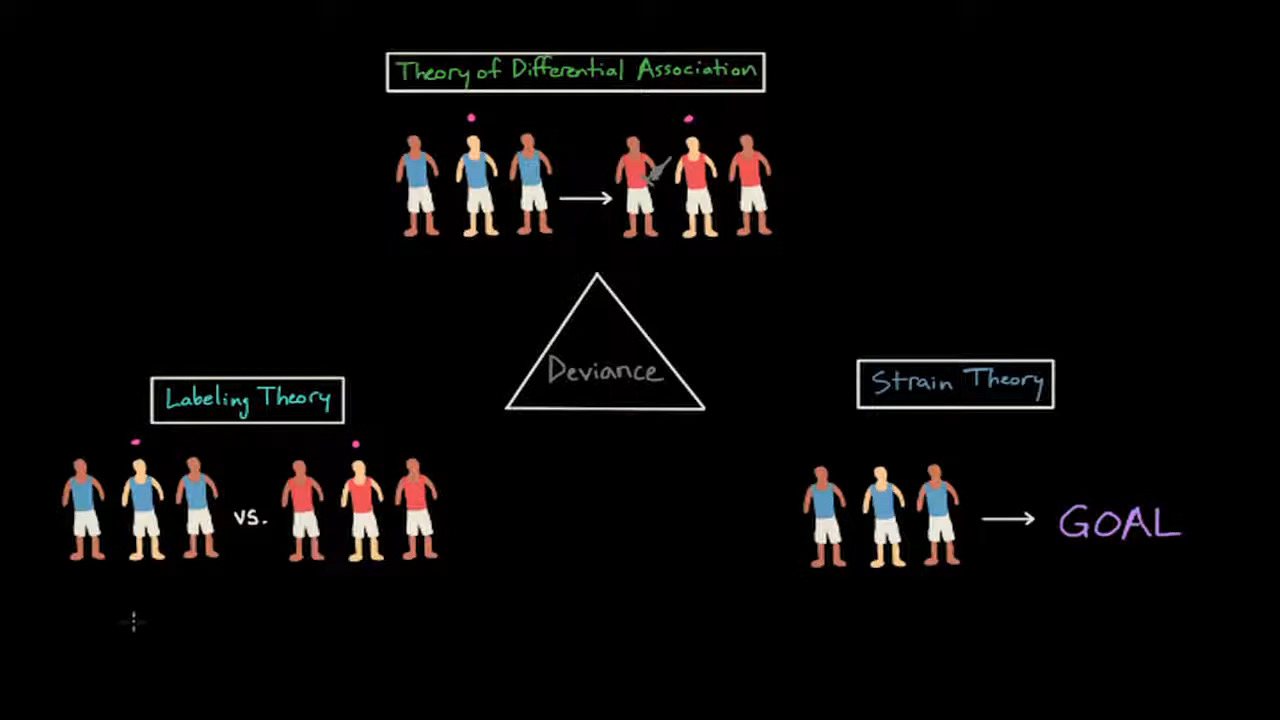 Theory of Differential Association
Deviance
Labeling Theory
Strain Theory
vs.
GOAL